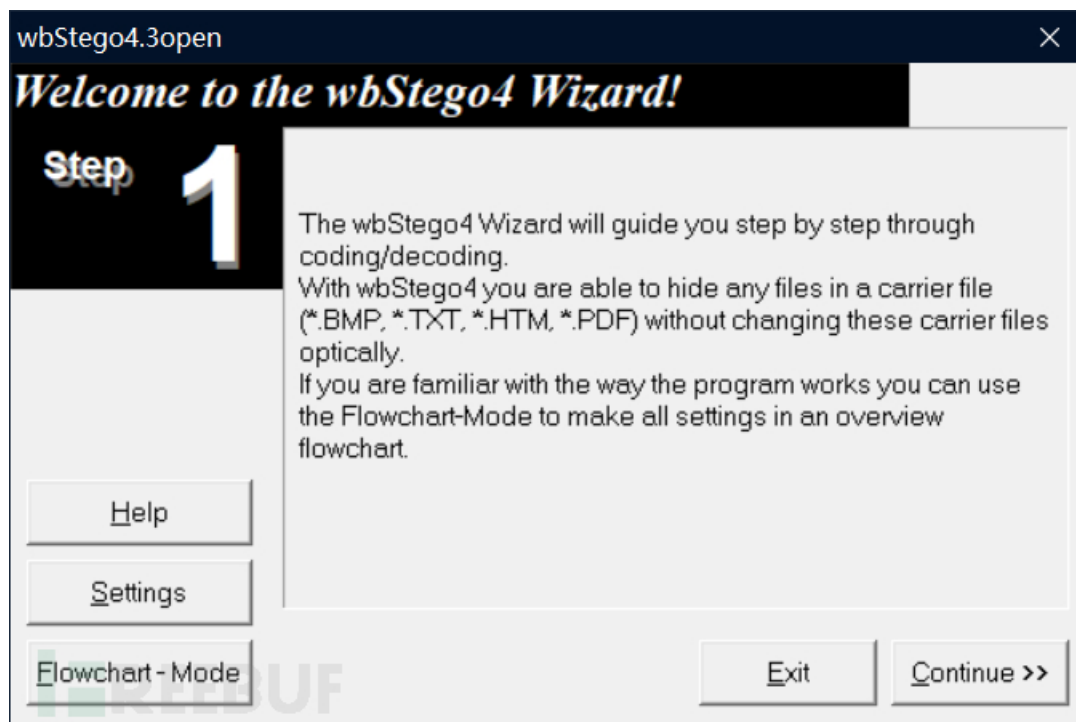 wbStego4.3open
Welcome to the wbStego4 Wizard!
Step 1
The wbStego4 Wizard will guide you step by step through
coding/decoding.
With wbStego4 you are able to hide any files in a carrier file
(*.BMP, *.TXT, *.HTM, *.PDF) without changing these carrier files
optically.
If you are familiar with the way the program works you can use
the Flowchart-Mode to make all settings in an overview
flowchart.
Help
Settings
Flowchart - Mode
Exit
Continue >>
REEBUF